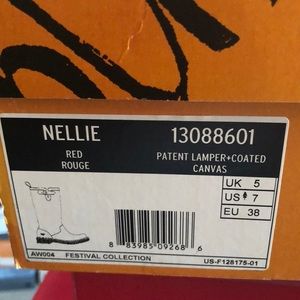 NELLIE 13088601
RED PATENT LAMPER+COATED
ROUGE CANVAS
UK 5
US 7
EU 38
8 83985 09268 6
AW004 FESTIVAL COLLECTION US-F128175-01